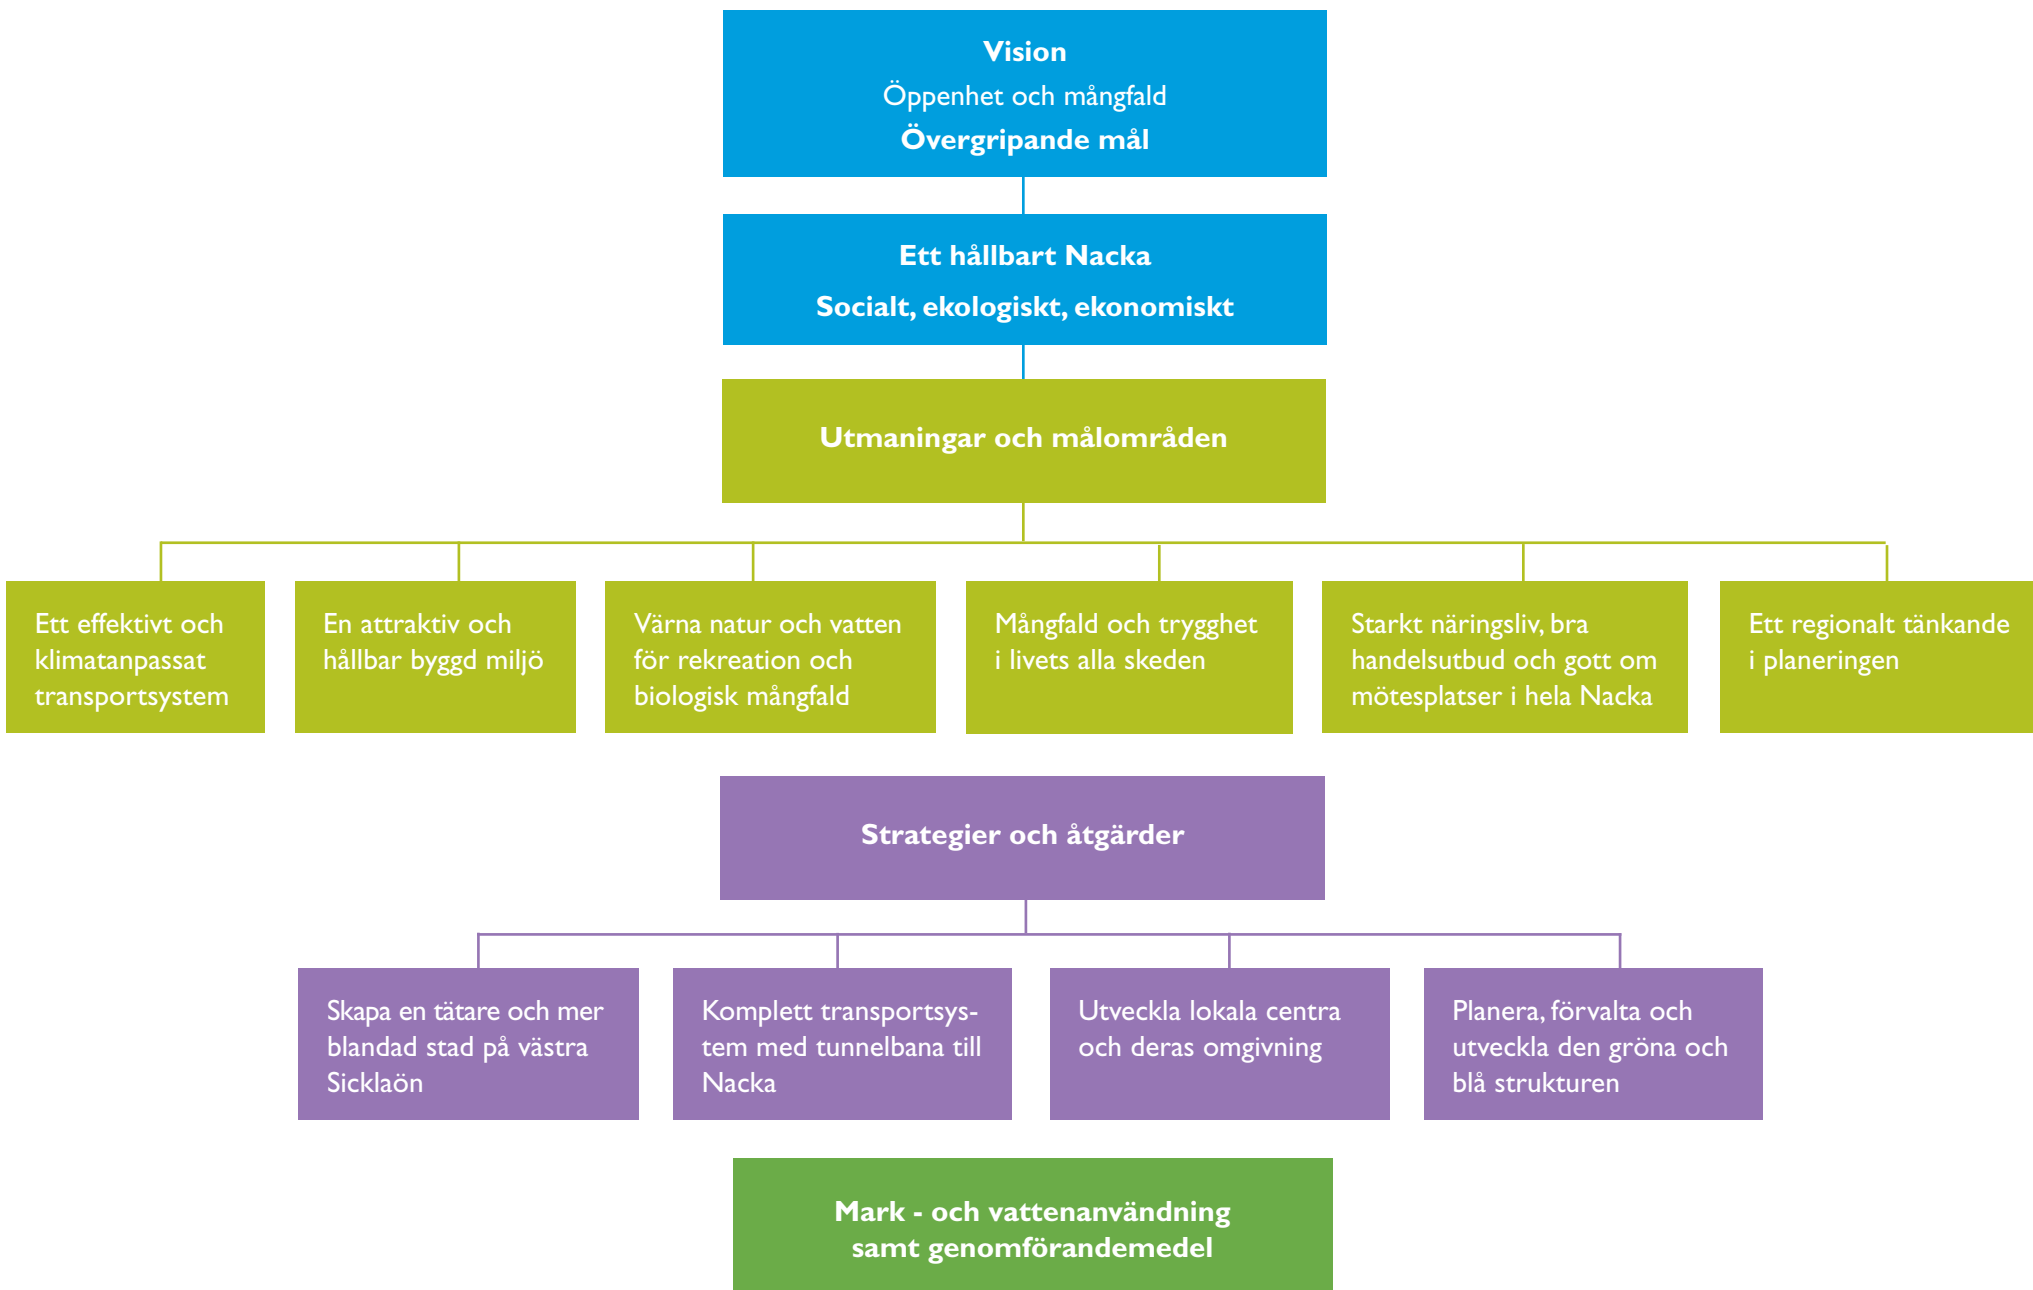 Vision
Öppenhet och mångfald
Övergripande mål
Ett hållbart Nacka
Socialt, ekologiskt, ekonomiskt
Utmaningar och målområden
Ett effektivt och
klimatanpassat
transportsystem
En attraktiv och
hållbar byggd miljö
Värna natur och vatten
för rekreation och
biologisk mångfald
Mångfald och trygghet
i livets alla skeden
Starkt näringsliv, bra
handelsutbud och gott om
mötesplatser i hela Nacka
Ett regionalt tänkande
i planeringen
Strategier och åtgärder
Skapa en tätare och mer
blandad stad på västra
Sicklaön
Komplett transportsys-
tem med tunnelbana till
Nacka
Utveckla lokala centra
och deras omgivning
Planera, förvalta och
utveckla den gröna och
blå strukturen
Mark - och vattenanvändning
samt genomförandemedel